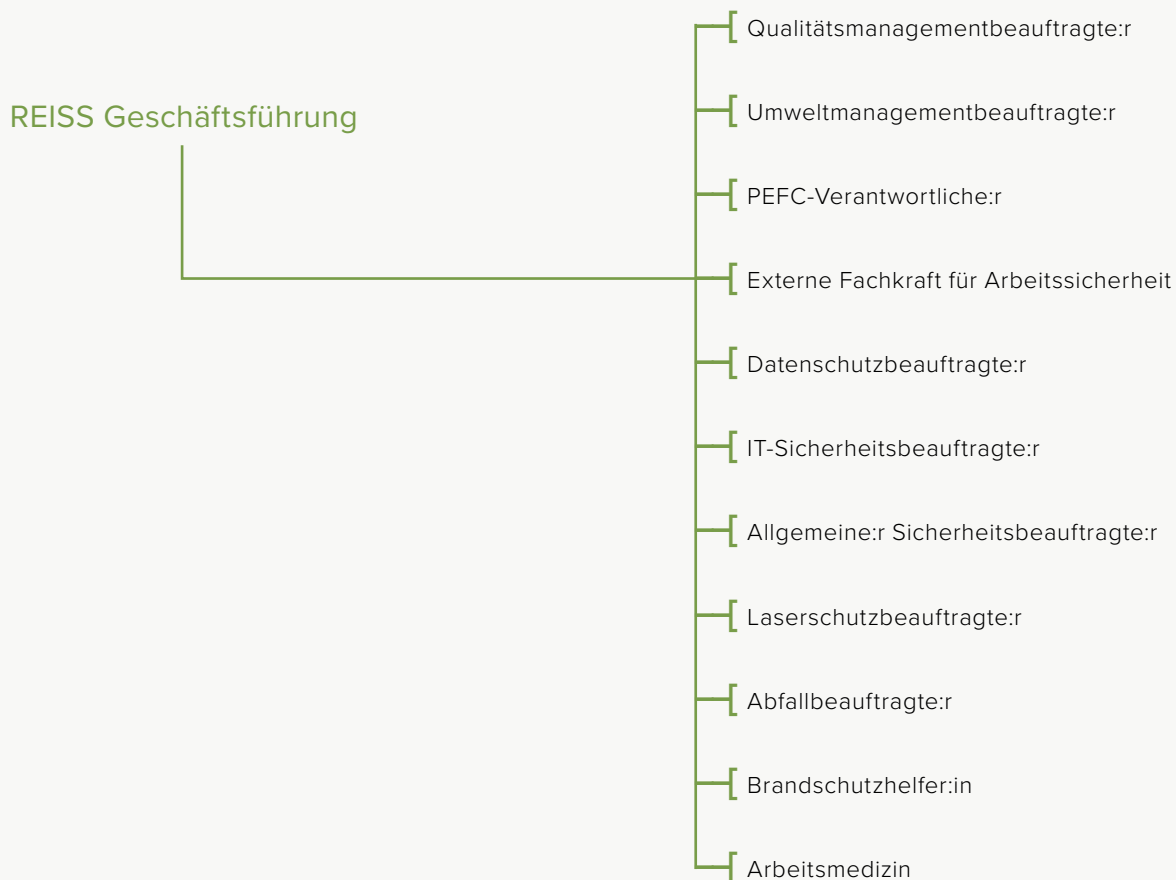 REISS Geschäftsführung
Qualitätsmanagementbeauftragte:r
Umweltmanagementbeauftragte:r
PEFC-Verantwortliche:r
Externe Fachkraft für Arbeitssicherheit
Datenschutzbeauftragte:r
IT-Sicherheitsbeauftragte:r
Allgemeine:r Sicherheitsbeauftragte:r
Laserschutzbeauftragte:r
Abfallbeauftragte:r
Brandschutzhelfer:in
Arbeitsmedizin